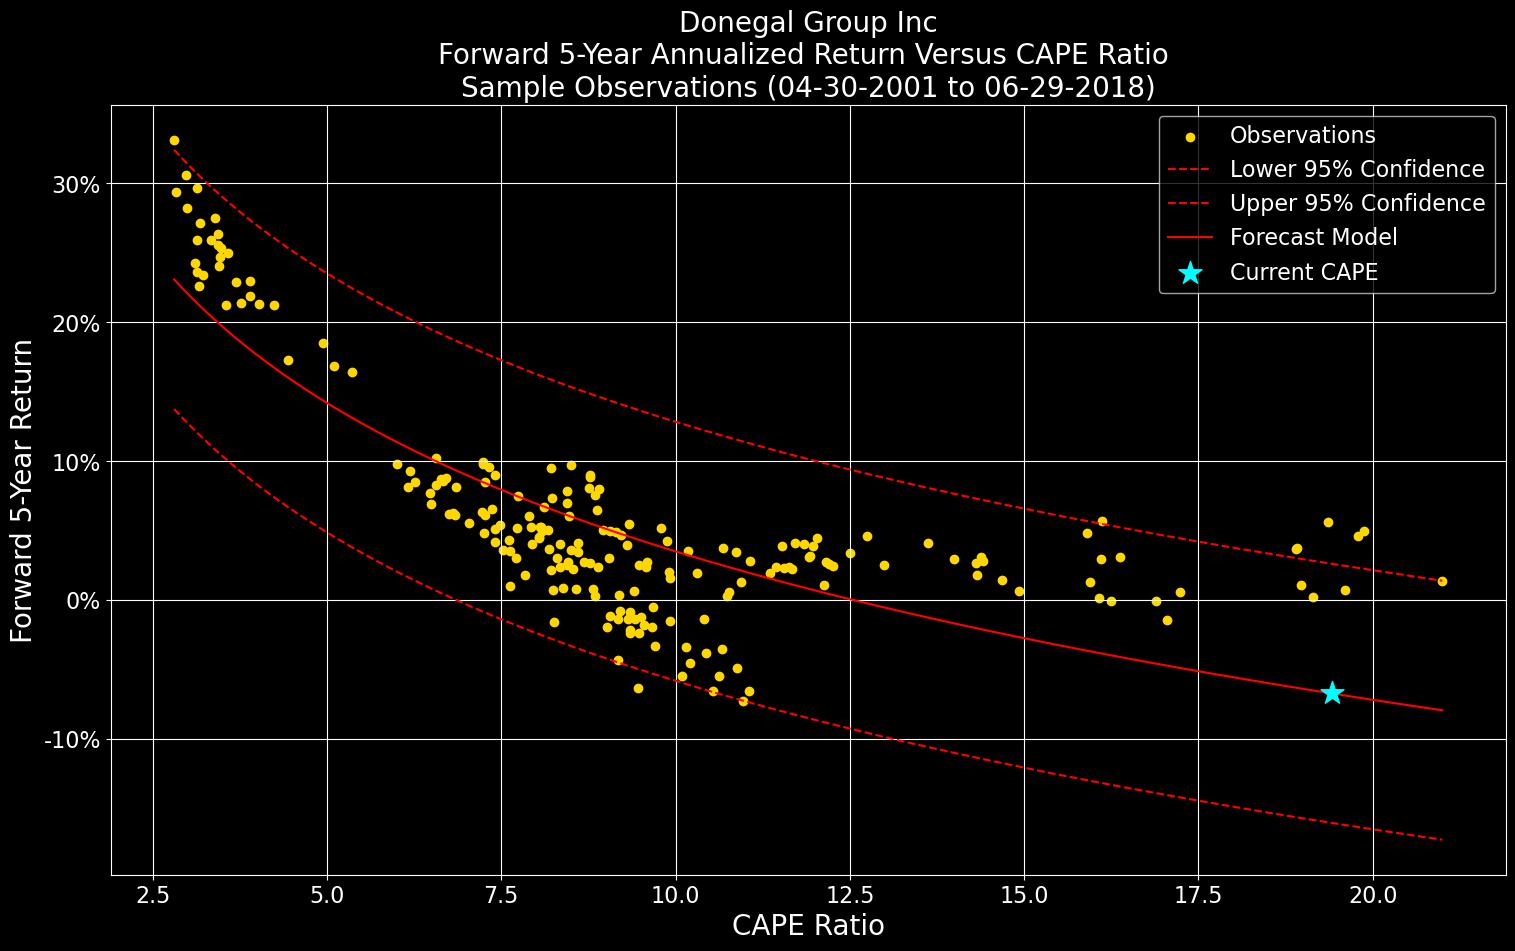 Donegal Group Inc
Forward 5-Year Annualized Return Versus CAPE Ratio
Sample Observations (04-30-2001 to 06-29-2018)
Observations
Lower 95% Confidence
Upper 95% Confidence
Forecast Model
Current CAPE
Forward 5-Year Return
30%
20%
10%
0%
-10%
2.5 5.0 7.5 10.0 12.5 15.0 17.5 20.0
CAPE Ratio